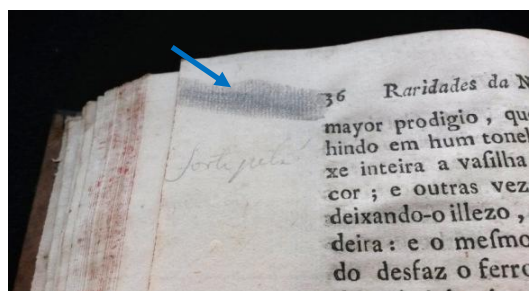 36 Raridades da N
mayor prodigio, que
hindo em hum tonel
xe inteira a vaſilha
cor; e outras vez
deixando-o illezo,
deira: e o meſmo
do desfaz o ferro